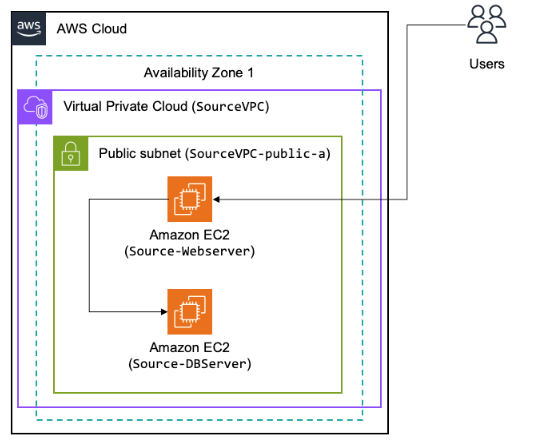 aws
AWS Cloud
Users
Availability Zone 1
Virtual Private Cloud (SourceVPC)
Public subnet (SourceVPC-public-a)
Amazon EC2
(Source-Webserver)
Amazon EC2
(Source-DBServer)